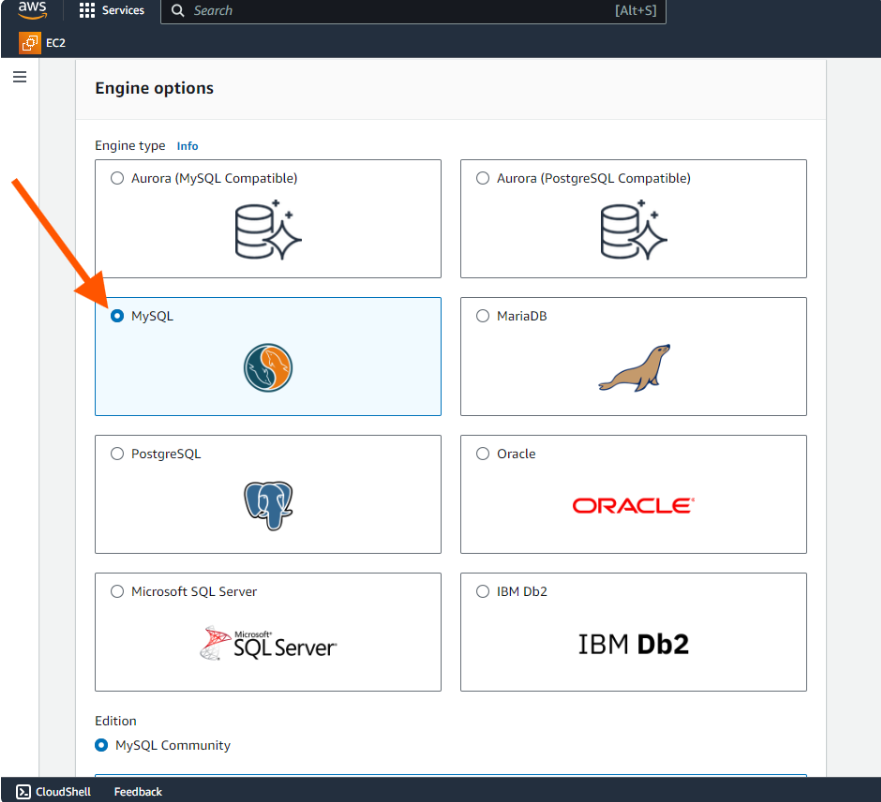 aws Services Search [Alt+S]
EC2
Engine options
Engine type Info
Aurora (MySQL Compatible)
Aurora (PostgreSQL Compatible)
MySQL
MariaDB
PostgreSQL
Oracle
ORACLE
Microsoft SQL Server
Microsoft®
SQL Server
IBM Db2
IBM Db2
Edition
MySQL Community
CloudShell Feedback